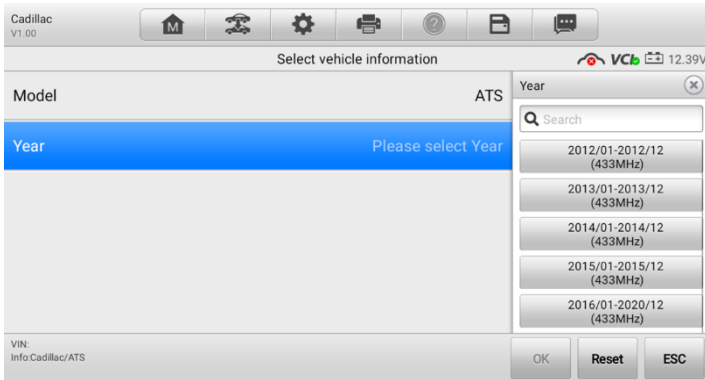 Cadillac
V1.00
M
?
Select vehicle information
VCI
12.39V
Model
ATS
Year
Please select Year
Year
Search
2012/01-2012/12
(433MHz)
2013/01-2013/12
(433MHz)
2014/01-2014/12
(433MHz)
2015/01-2015/12
(433MHz)
2016/01-2020/12
(433MHz)
VIN:
Info:Cadillac/ATS
OK
Reset
ESC